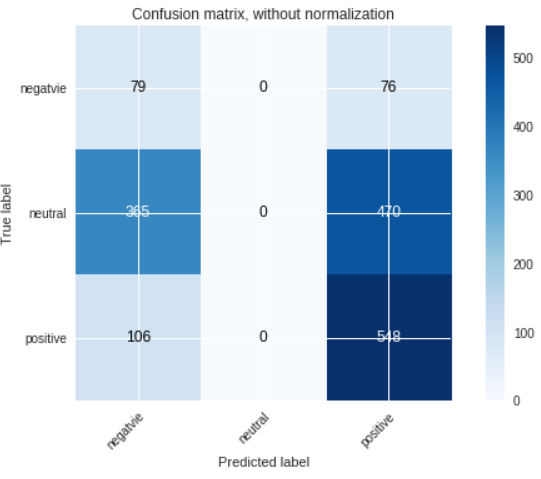 Confusion matrix, without normalization
negatvie
79
0
76
neutral
365
0
470
positive
106
0
548
True label
negatvie
neutral
positive
Predicted label
500
400
300
200
100
0